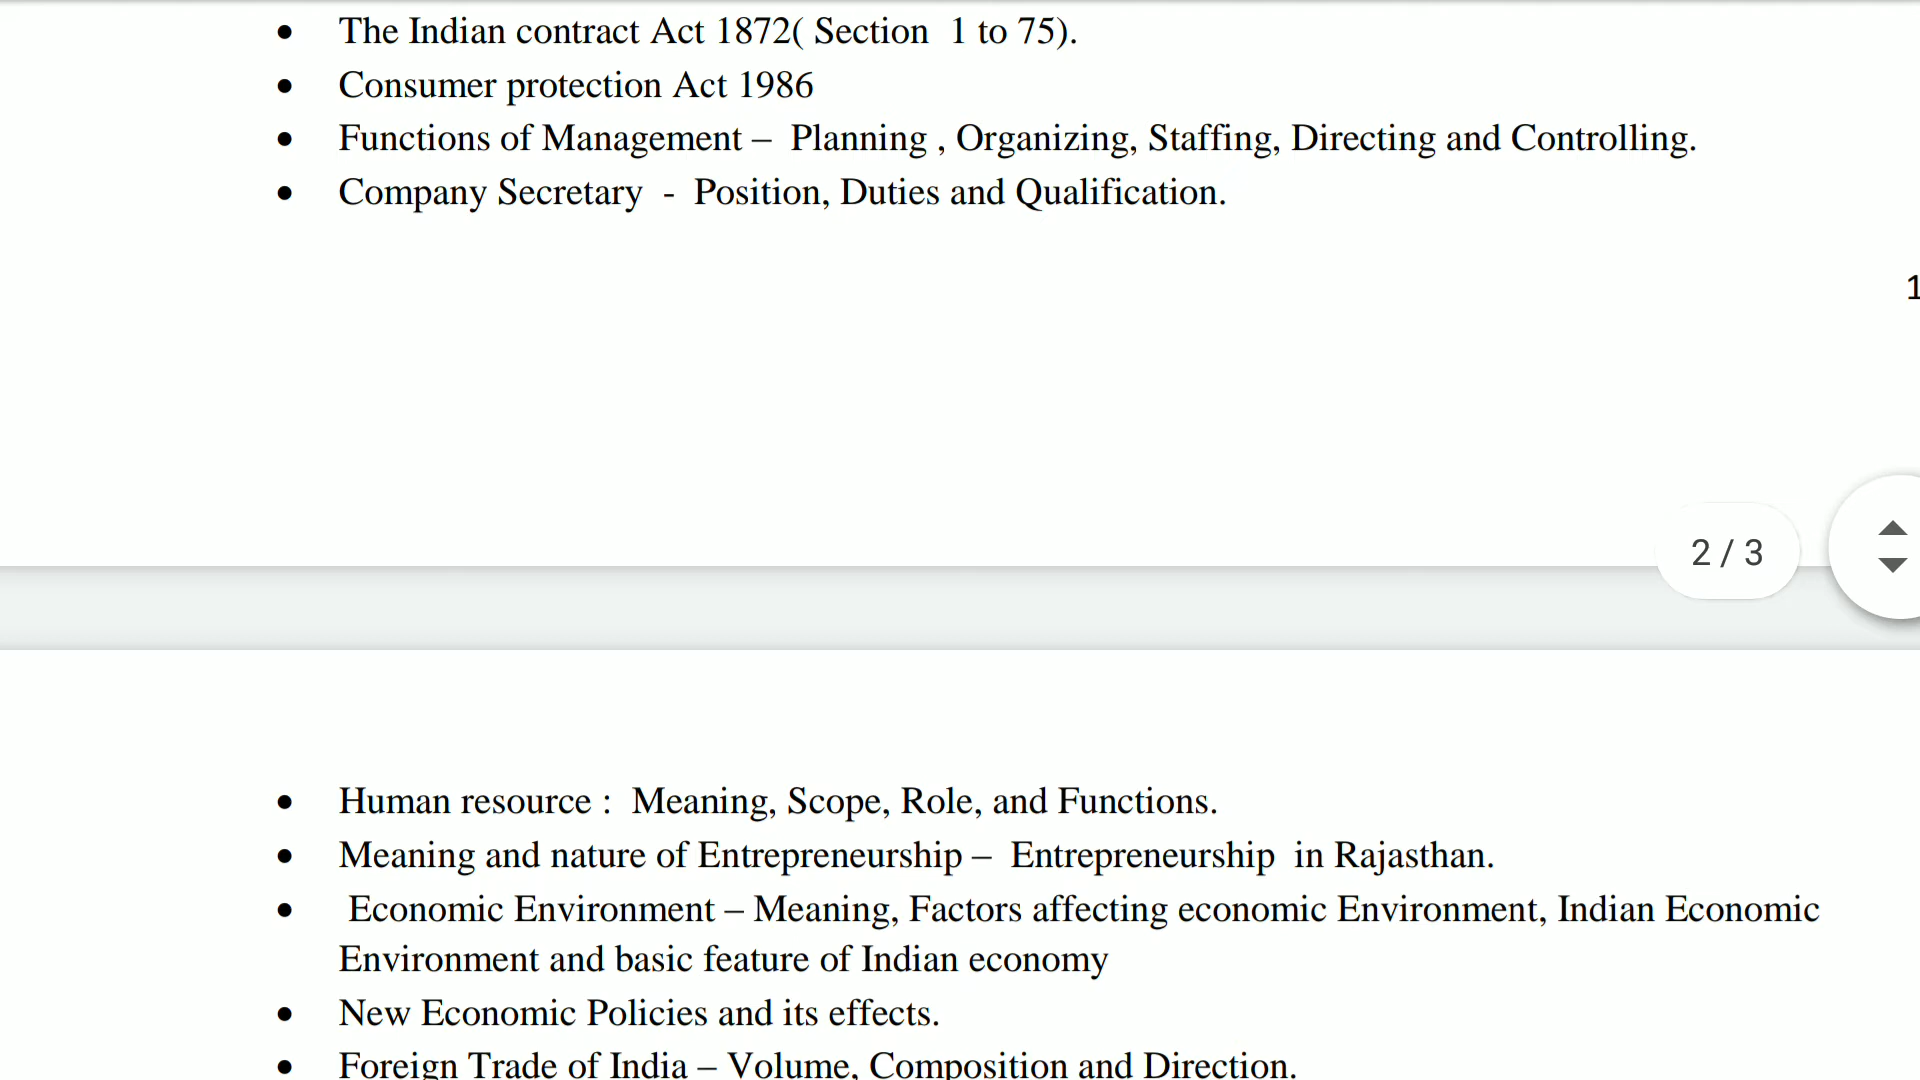 • The Indian contract Act 1872( Section  1 to 75).
• Consumer protection Act 1986
• Functions of Management –  Planning , Organizing, Staffing, Directing and Controlling.
• Company Secretary  -  Position, Duties and Qualification.
1
2 / 3
• Human resource :  Meaning, Scope, Role, and Functions.
• Meaning and nature of Entrepreneurship –  Entrepreneurship  in Rajasthan.
•  Economic Environment – Meaning, Factors affecting economic Environment, Indian Economic
Environment and basic feature of Indian economy
• New Economic Policies and its effects.
• Foreign Trade of India – Volume, Composition and Direction.